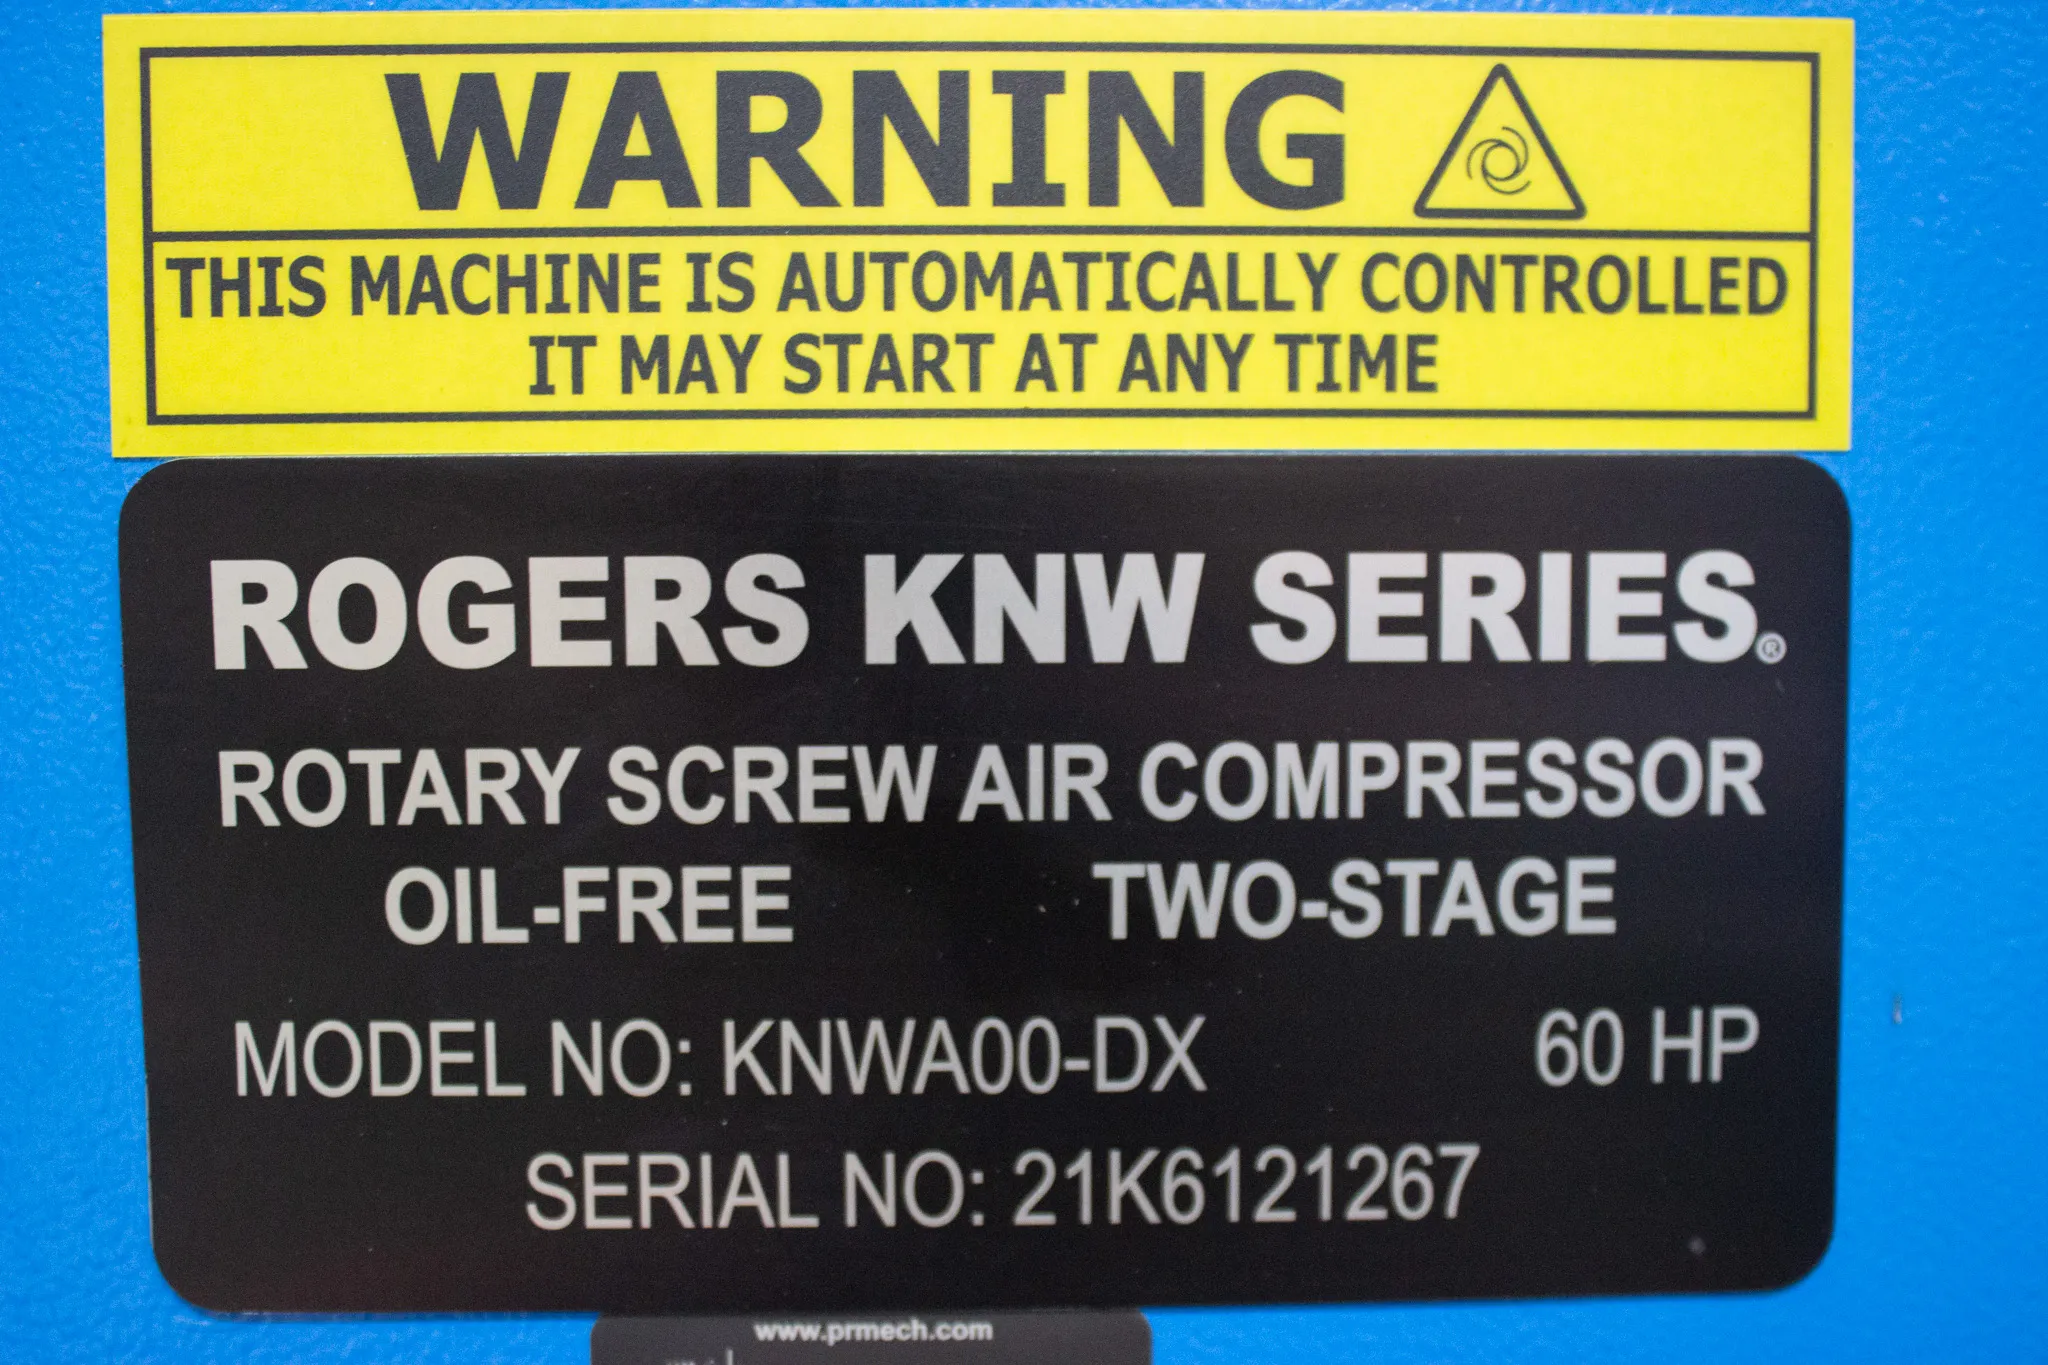 WARNING
THIS MACHINE IS AUTOMATICALLY CONTROLLED
IT MAY START AT ANY TIME
ROGERS KNW SERIES®
ROTARY SCREW AIR COMPRESSOR
OIL-FREE TWO-STAGE
MODEL NO: KNWA00-DX 60 HP
SERIAL NO: 21K6121267
www.prmech.com